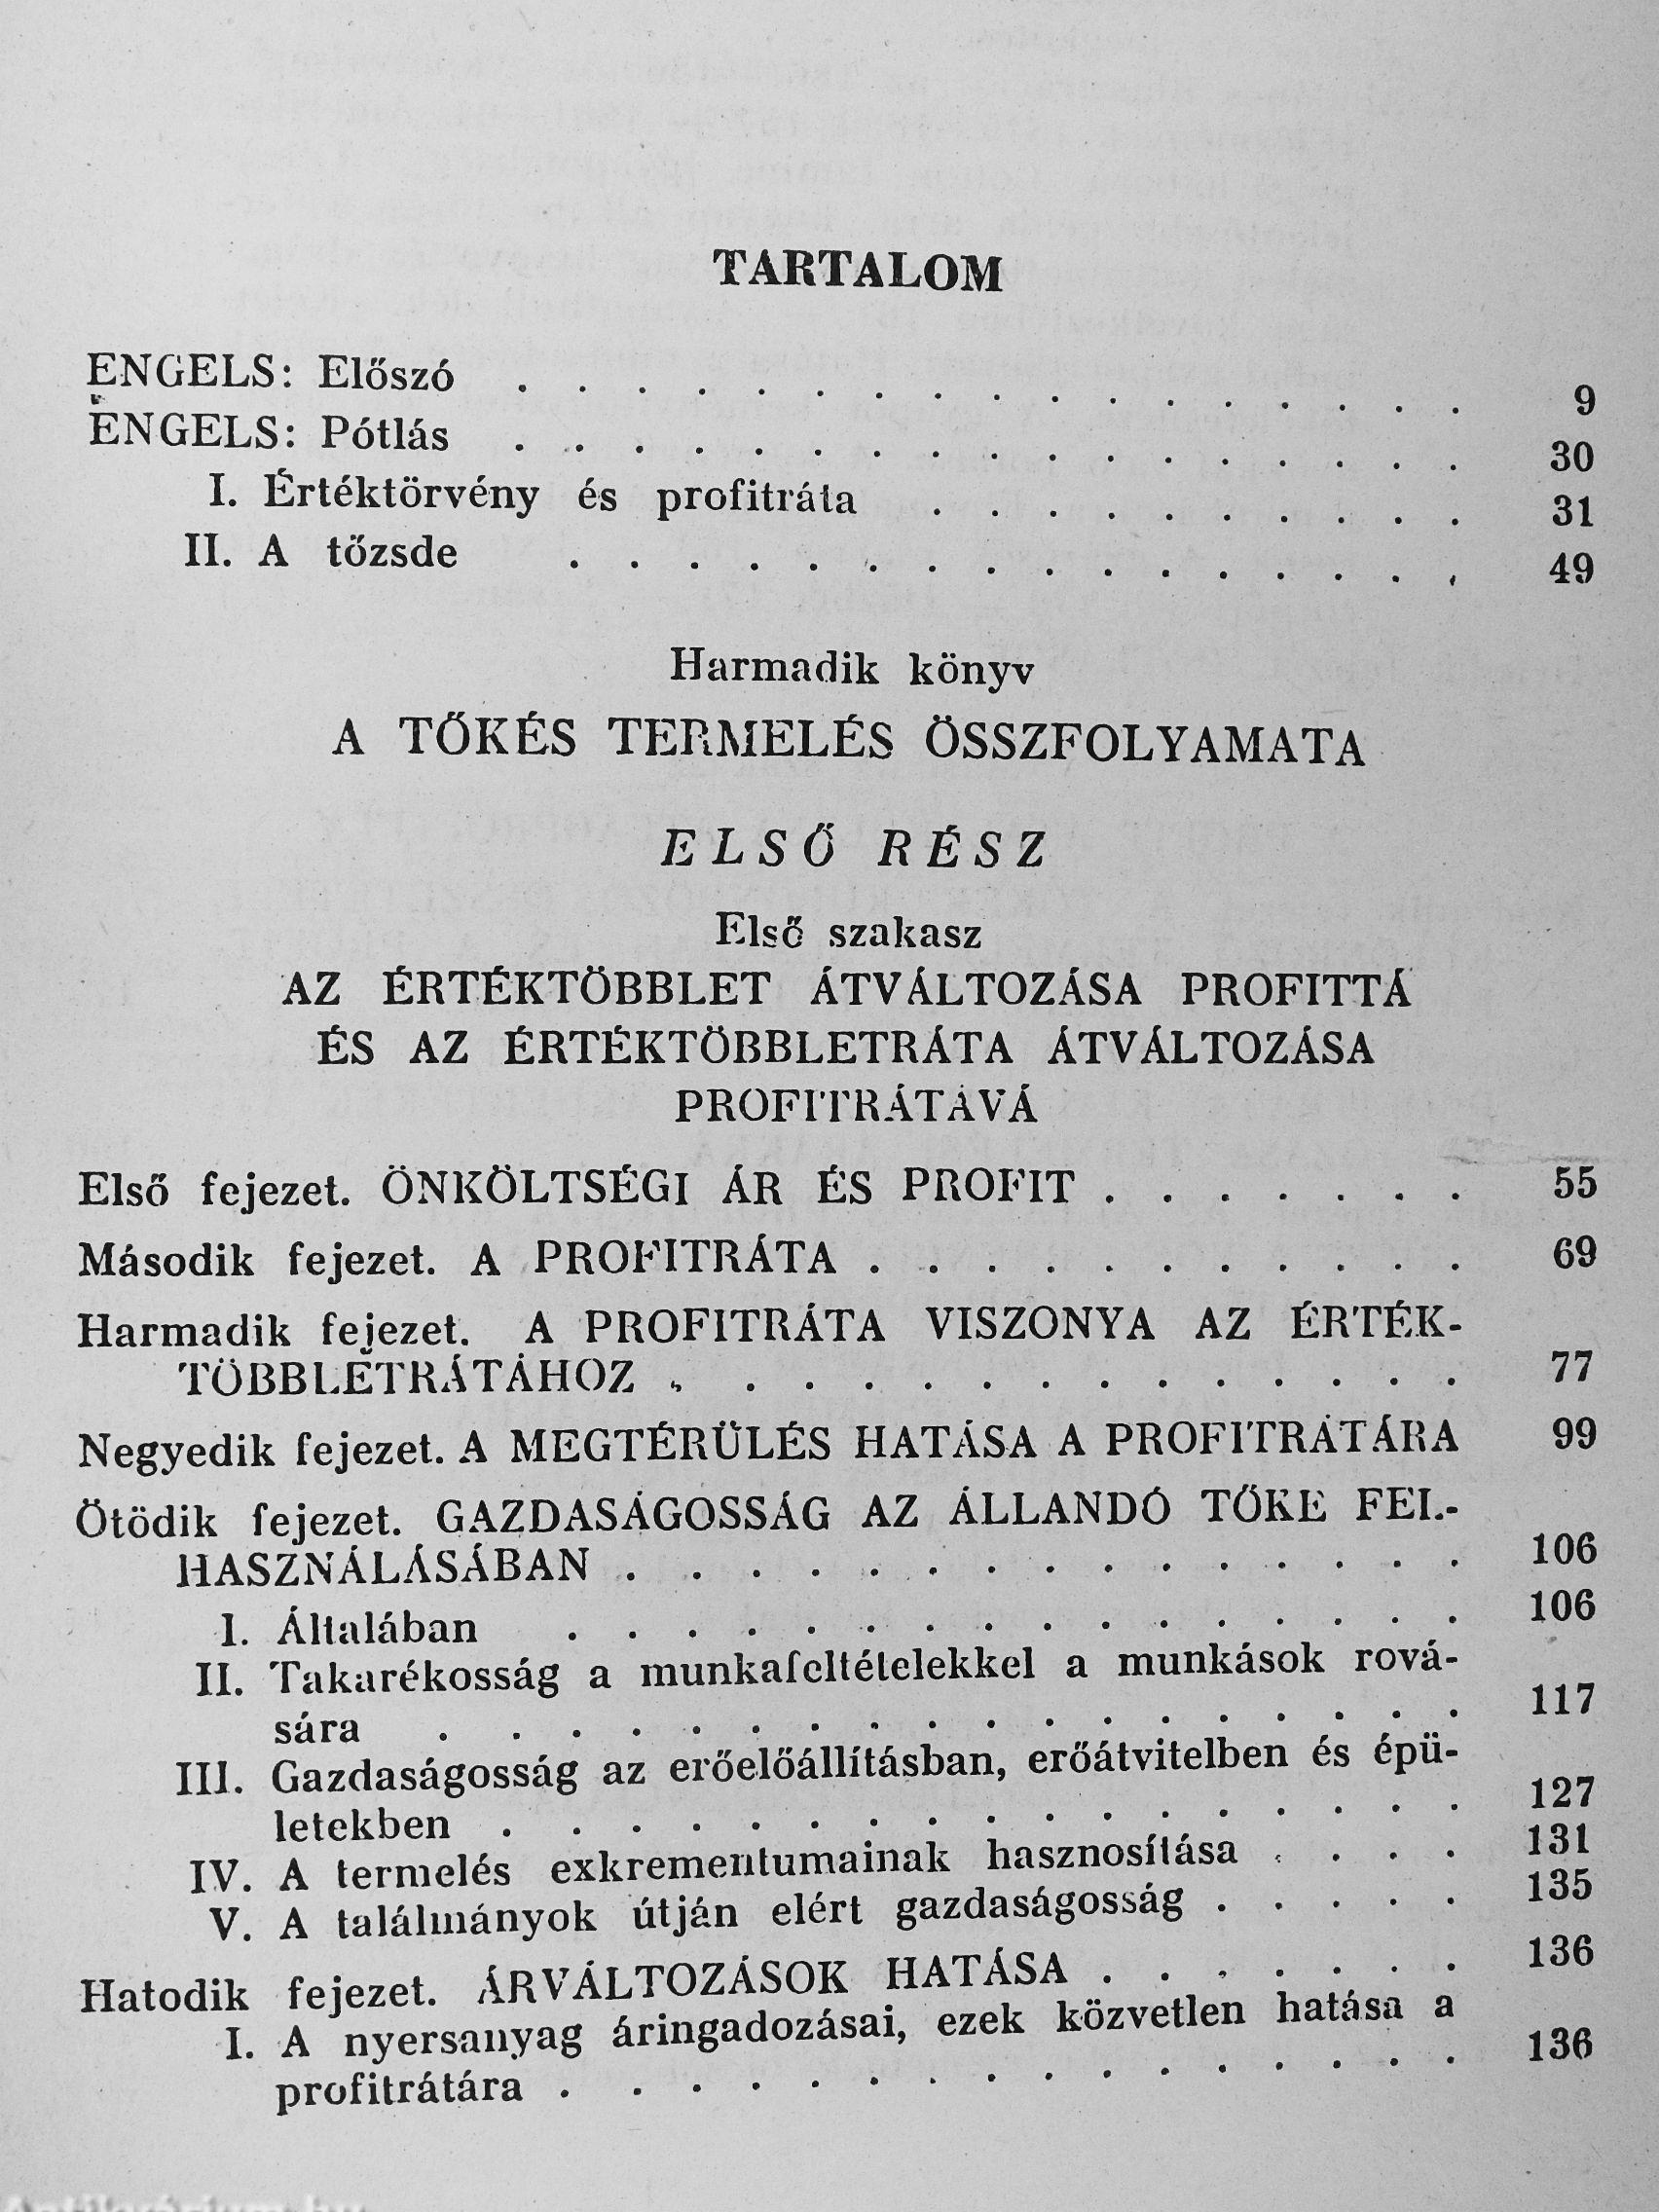 TARTALOM
ENGELS: Előszó . . . . . . . . . . . . . . . . . 9
ENGELS: Pótlás . . . . . . . . . . . . . . . . . 30
I. Értéktörvény és profitráta . . . . . . . . . . 31
II. A tőzsde . . . . . . . . . . . . . . . . 49
Harmadik könyv
A TŐKÉS TERMELÉS ÖSSZFOLYAMATA
ELSŐ RÉSZ
Első szakasz
AZ ÉRTÉKTÖBBLET ÁTVÁLTOZÁSA PROFITTÁ
ÉS AZ ÉRTÉKTÖBBLETRÁTA ÁTVÁLTOZÁSA
PROFITRÁTÁVÁ
Első fejezet. ÖNKÖLTSÉGI ÁR ÉS PROFIT . . . . . . . 55
Második fejezet. A PROFITRÁTA . . . . . . . . . . . 69
Harmadik fejezet. A PROFITRÁTA VISZONYA AZ ÉRTÉK-
TÖBBLETRÁTÁHOZ . . . . . . . . . . . . . . 77
Negyedik fejezet. A MEGTÉRÜLÉS HATÁSA A PROFITRÁTÁRA 99
Ötödik fejezet. GAZDASÁGOSSÁG AZ ÁLLANDÓ TŐKE FEL-
HASZNÁLÁSÁBAN . . . . . . . . . . . . . . . 106
I. Általában . . . . . . . . . . . . . . . . 106
II. Takarékosság a munkafeltételekkel a munkások rová-
sára . . . . . . . . . . . . . . . . . . 117
III. Gazdaságosság az erőelőállításban, erőátvitelben és épü-
letekben . . . . . . . . . . . . . . . . . 127
IV. A termelés exkrementumainak hasznosítása . . . . 131
V. A találmányok útján elért gazdaságosság . . . . . 135
Hatodik fejezet. ÁRVÁLTOZÁSOK HATÁSA . . . . . . . 136
I. A nyersanyag áringadozásai, ezek közvetlen hatása a
profitrátára . . . . . . . . . . . . . . . . 136